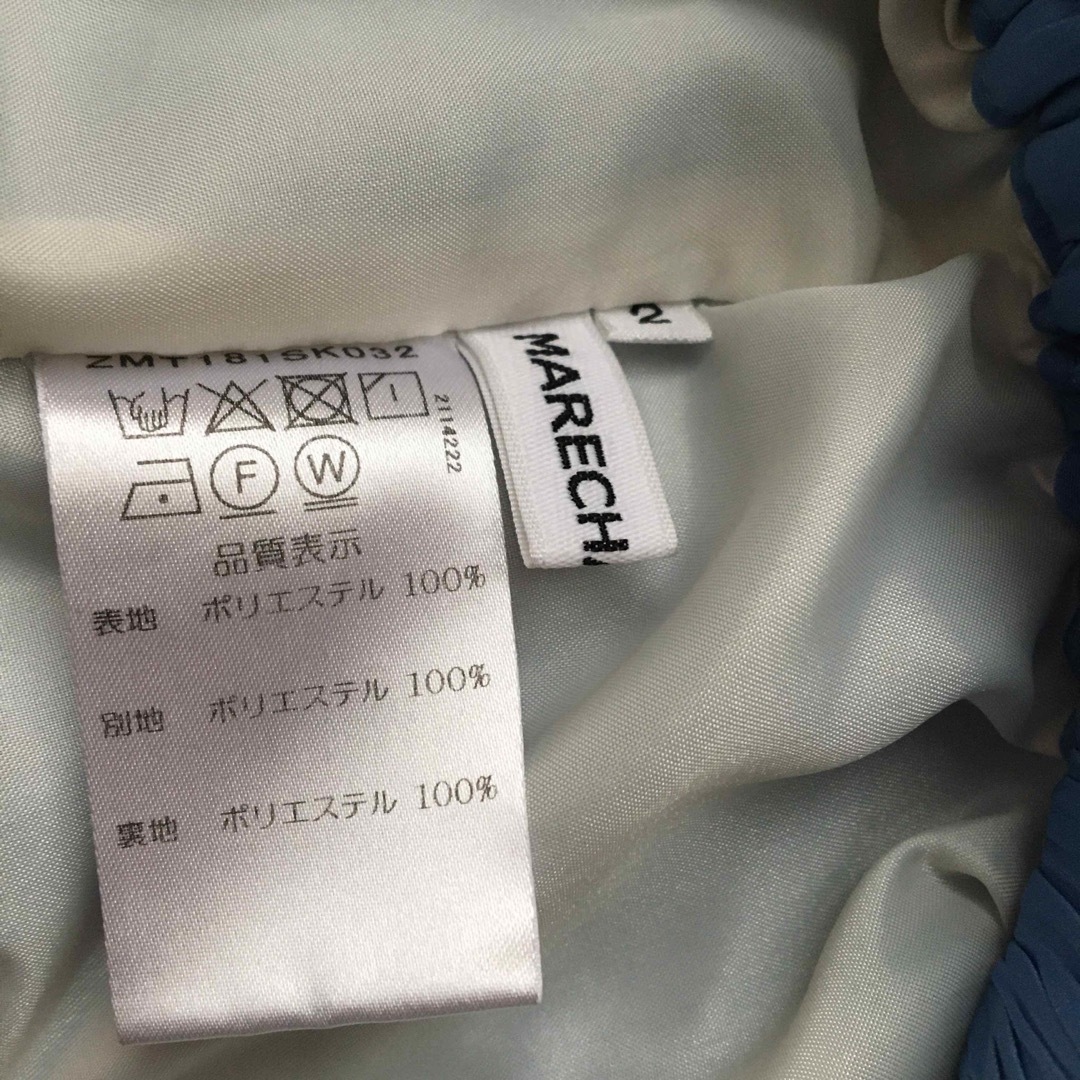 ZMT181SK032
2114222
F W
品質表示
表地 ポリエステル 100%
別地 ポリエステル 100%
裏地 ポリエステル 100%
MARECH
2